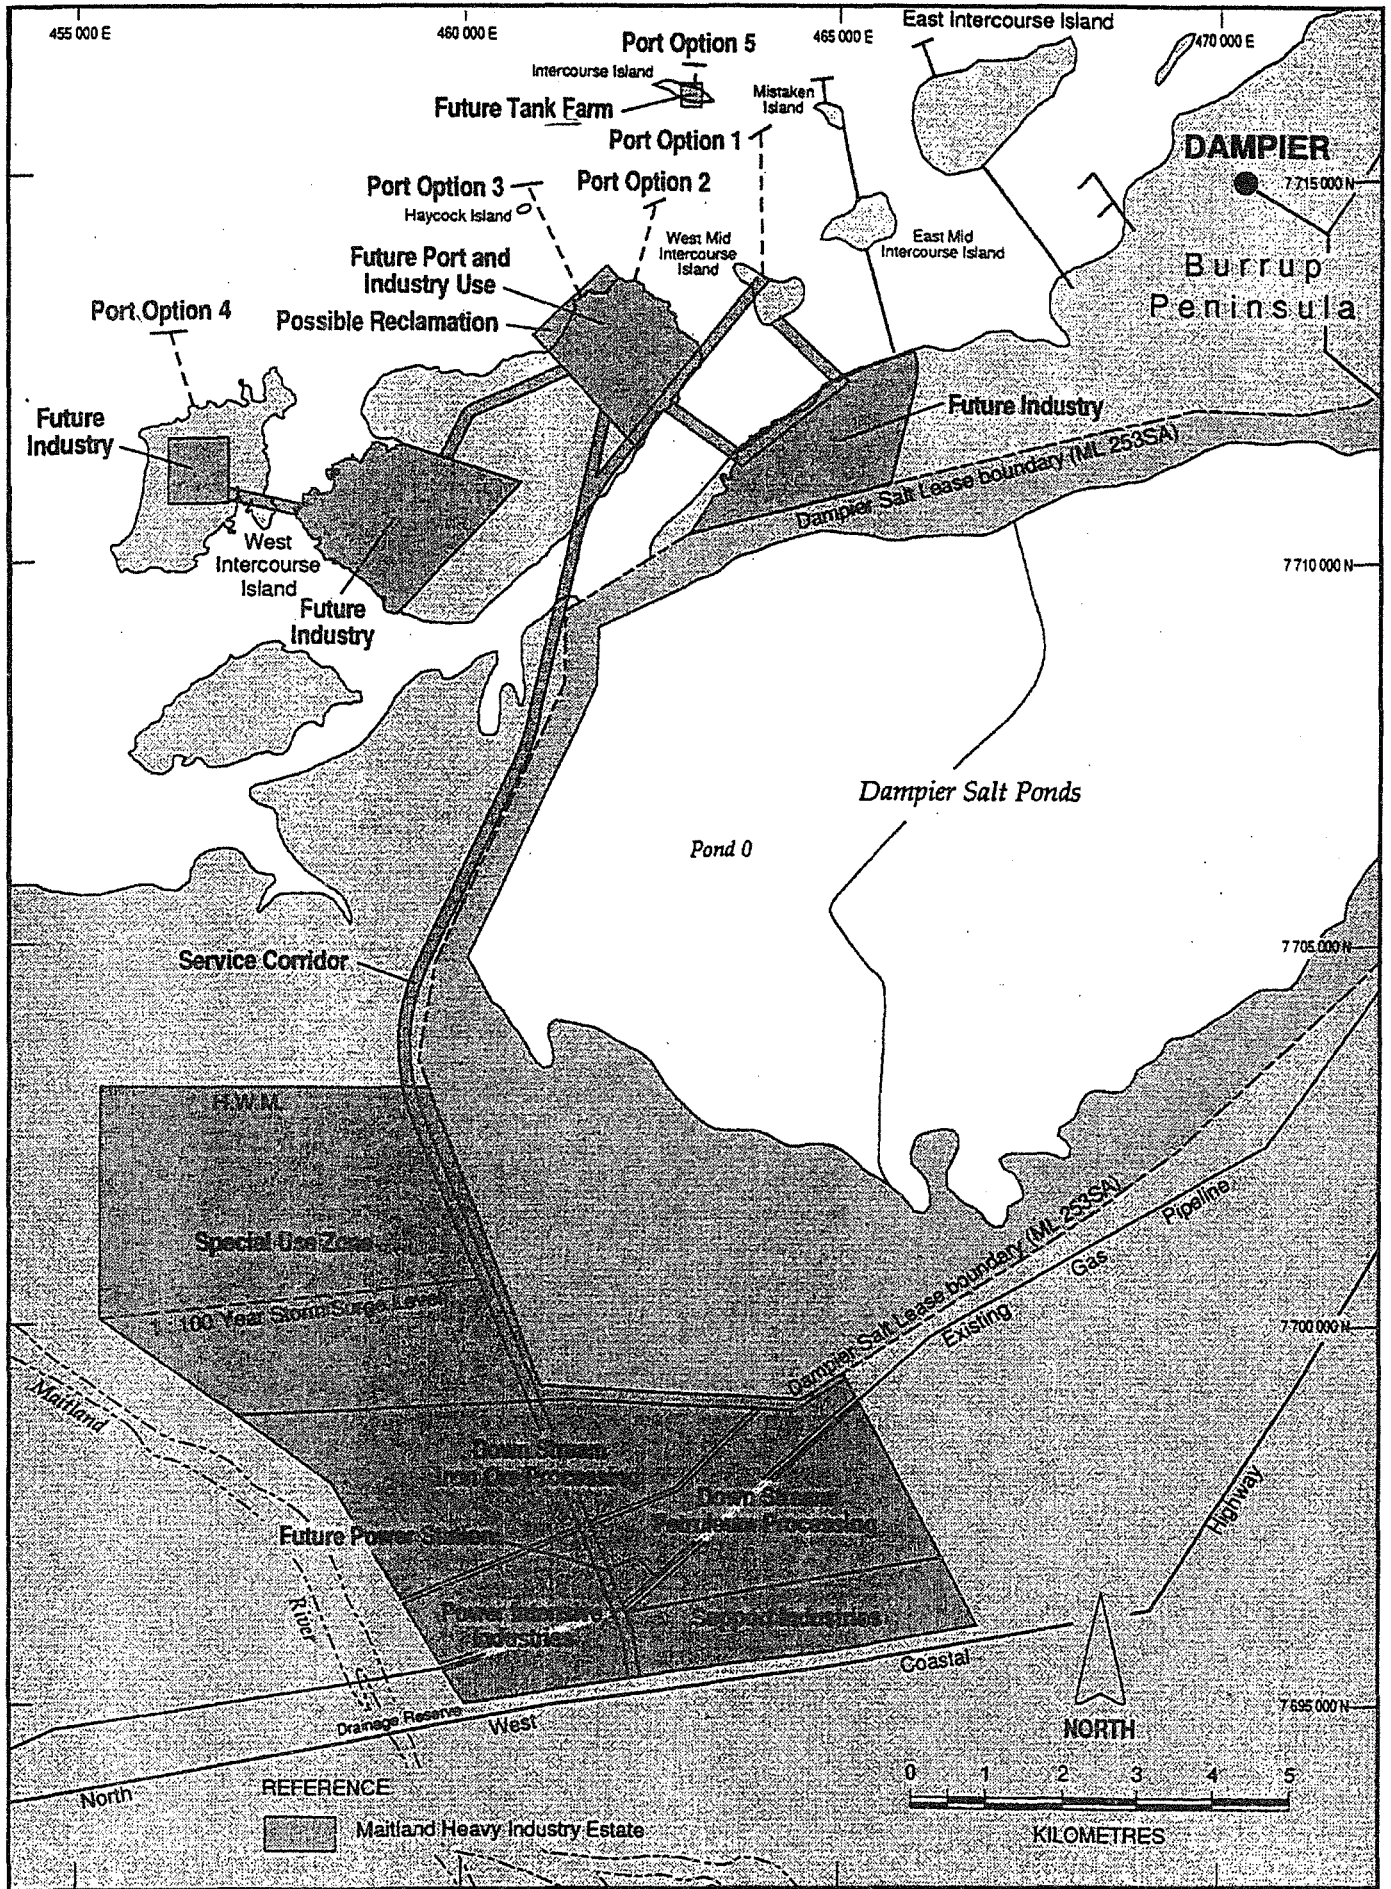 455 000 E
460 000 E
465 000 E
470 000 E
East Intercourse Island
Port Option 5
Intercourse Island
Future Tank Farm
Mistaken
Island
Port Option 1
DAMPIER
7 715 000 N
Port Option 3
Port Option 2
Haycock Island
West Mid
Intercourse
Island
East Mid
Intercourse Island
Future Port and
Industry Use
Burrup
Peninsula
Port Option 4
Possible Reclamation
Future
Industry
Future Industry
Dampier Salt Lease boundary (ML 253SA)
West
Intercourse
Island
7 710 000 N
Future
Industry
Dampier Salt Ponds
Pond 0
Service Corridor
7 705 000 N
H.W.M.
Special Use Zone
Dampier Salt Lease boundary (ML 253SA)
Pipeline
Gas
Existing
1 : 100 Year Storm Surge Level
7 700 000 N
Maitland
River
Down Stream
Iron Ore Processing
Down Stream
Petroleum Processing
Highway
Future Power Station
Power Intensive
Industries
Support Industries
Coastal
Drainage Reserve
West
North
7 695 000 N
NORTH
0 1 2 3 4 5
KILOMETRES
REFERENCE
Maitland Heavy Industry Estate